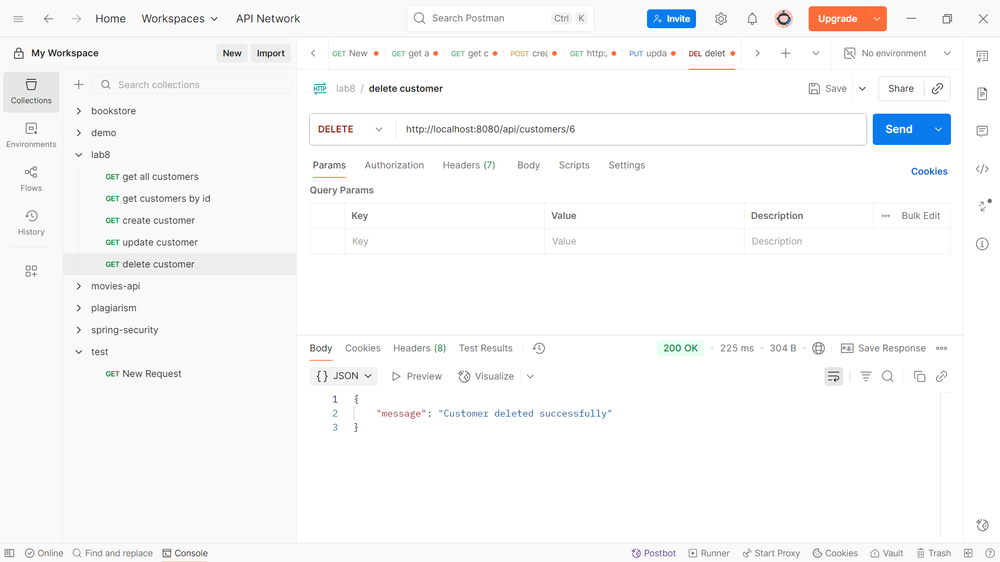 Home Workspaces API Network Search Postman Ctrl K Invite Upgrade
My Workspace New Import
GET New GET get a GET get c POST crea GET http:/ PUT upda DEL delet No environment
Search collections
Collections
Environments
Flows
History
bookstore
demo
lab8
GET get all customers
GET get customers by id
GET create customer
GET update customer
GET delete customer
movies-api
plagiarism
spring-security
test
GET New Request
HTTP lab8 / delete customer Save Share
DELETE http://localhost:8080/api/customers/6 Send
Params Authorization Headers (7) Body Scripts Settings Cookies
Query Params
Key Value Description Bulk Edit
Key Value Description
Body Cookies Headers (8) Test Results 200 OK 225 ms 304 B e.g. Save Response
{} JSON Preview Visualize
1 {
2 "message": "Customer deleted successfully"
3 }
Online Find and replace Console Postbot Runner Start Proxy Cookies Vault Trash